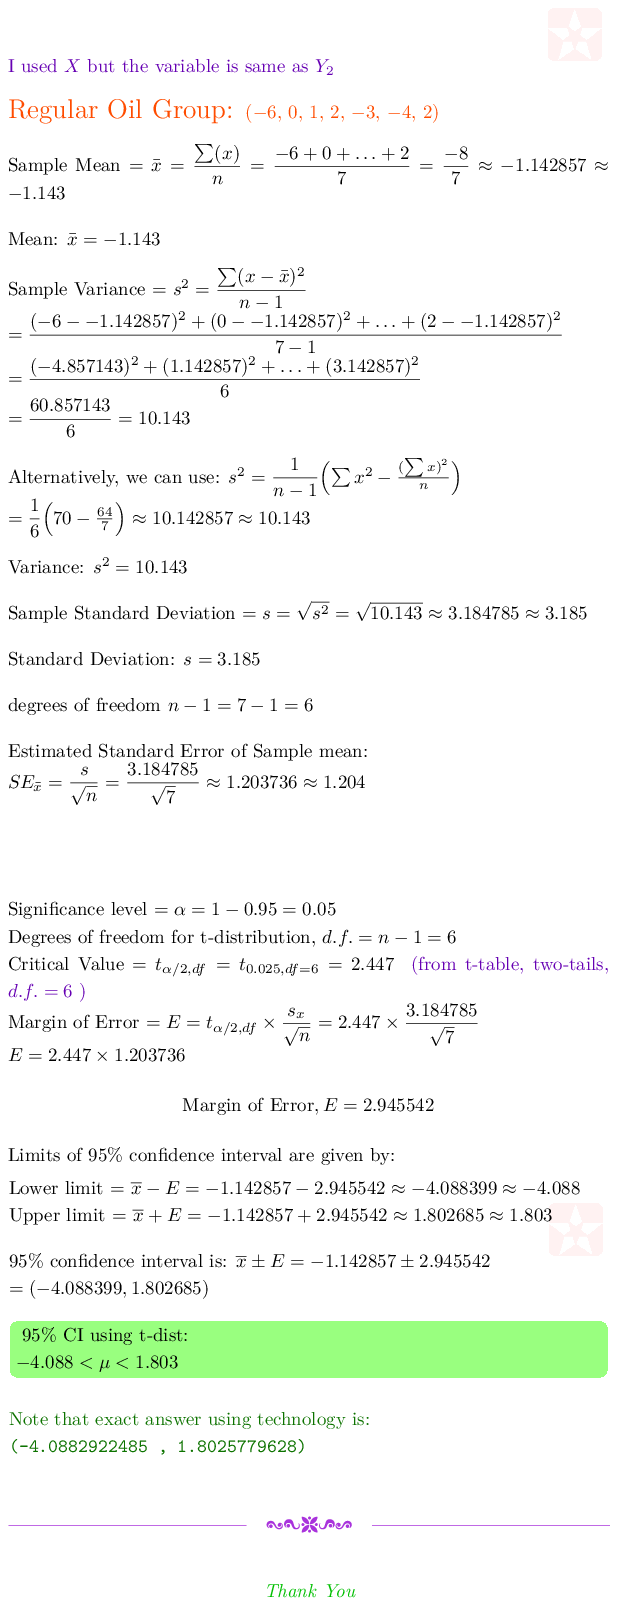 I used X but the variable is same as Y₂
Regular Oil Group: (−6, 0, 1, 2, −3, −4, 2)
Sample Mean = x̄ = ∑(x)/n = (−6 + 0 + … + 2)/7 = −8/7 ≈ −1.142857 ≈
−1.143
Mean: x̄ = −1.143
Sample Variance = s² = ∑(x − x̄)²/(n − 1)
= ((−6 − −1.142857)² + (0 − −1.142857)² + … + (2 − −1.142857)²)/(7 − 1)
= ((−4.857143)² + (1.142857)² + … + (3.142857)²)/6
= 60.857143/6 = 10.143
Alternatively, we can use: s² = 1/(n − 1) (∑ x² − (∑ x)²/n)
= 1/6 (70 − 64/7) ≈ 10.142857 ≈ 10.143
Variance: s² = 10.143
Sample Standard Deviation = s = √s² = √10.143 ≈ 3.184785 ≈ 3.185
Standard Deviation: s = 3.185
degrees of freedom n − 1 = 7 − 1 = 6
Estimated Standard Error of Sample mean:
SE_x̄ = s/√n = 3.184785/√7 ≈ 1.203736 ≈ 1.204
Significance level = α = 1 − 0.95 = 0.05
Degrees of freedom for t-distribution, d.f. = n − 1 = 6
Critical Value = t_α/2,df = t_0.025,df=6 = 2.447 (from t-table, two-tails,
d.f. = 6 )
Margin of Error = E = t_α/2,df × s_x/√n = 2.447 × 3.184785/√7
E = 2.447 × 1.203736
Margin of Error, E = 2.945542
Limits of 95% confidence interval are given by:
Lower limit = x̄ − E = −1.142857 − 2.945542 ≈ −4.088399 ≈ −4.088
Upper limit = x̄ + E = −1.142857 + 2.945542 ≈ 1.802685 ≈ 1.803
95% confidence interval is: x̄ ± E = −1.142857 ± 2.945542
= (−4.088399, 1.802685)
95% CI using t-dist:
−4.088 < μ < 1.803
Note that exact answer using technology is:
(-4.0882922485 , 1.8025779628)
Thank You